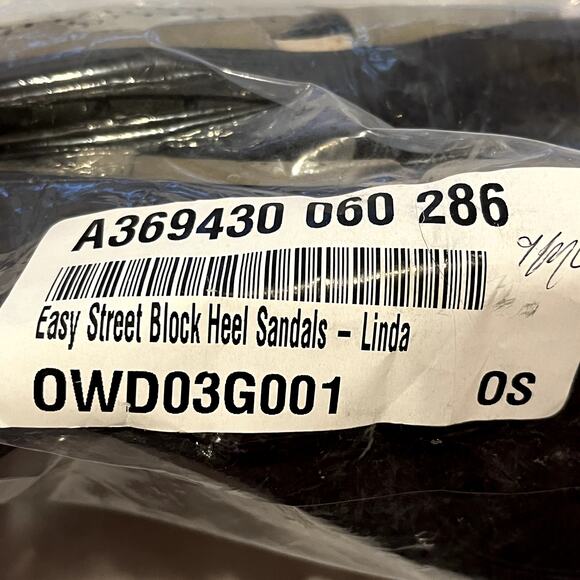 A369430 060 286
Easy Street Block Heel Sandals - Linda
OWD03G001 OS